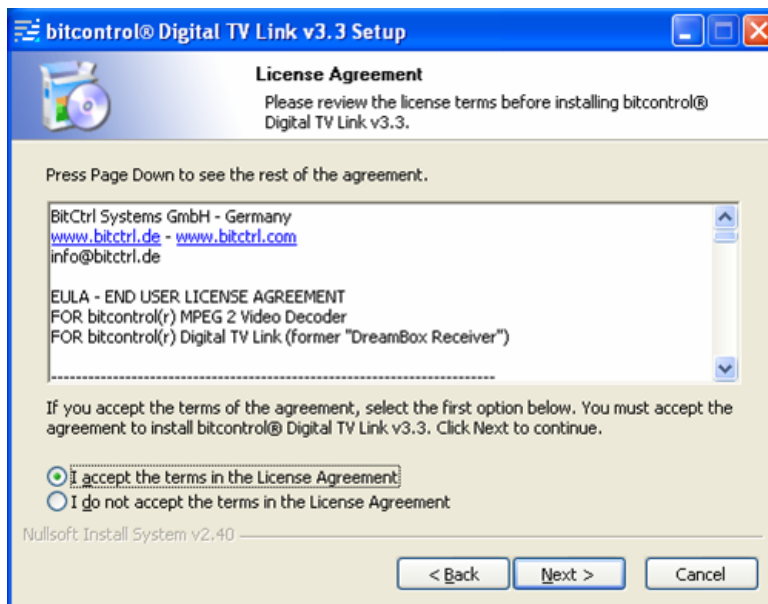 bitcontrol® Digital TV Link v3.3 Setup
License Agreement
Please review the license terms before installing bitcontrol®
Digital TV Link v3.3.
Press Page Down to see the rest of the agreement.
BitCtrl Systems GmbH - Germany
www.bitctrl.de - www.bitctrl.com
info@bitctrl.de
EULA - END USER LICENSE AGREEMENT
FOR bitcontrol(r) MPEG 2 Video Decoder
FOR bitcontrol(r) Digital TV Link (former "DreamBox Receiver")
-----------------------------------------------------------------------
If you accept the terms of the agreement, select the first option below. You must accept the
agreement to install bitcontrol® Digital TV Link v3.3. Click Next to continue.
I accept the terms in the License Agreement
I do not accept the terms in the License Agreement
Nullsoft Install System v2.40
< Back Next > Cancel